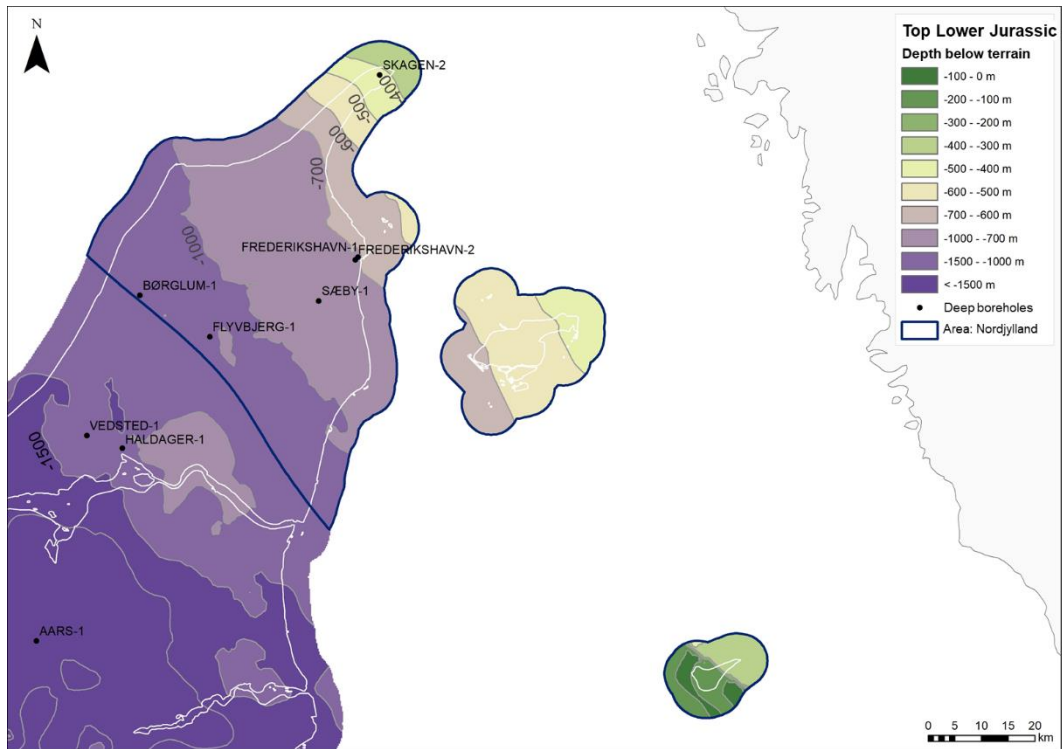 N
Top Lower Jurassic
Depth below terrain
-100 - 0 m
-200 - -100 m
-300 - -200 m
-400 - -300 m
-500 - -400 m
-600 - -500 m
-700 - -600 m
-1000 - -700 m
-1500 - -1000 m
< -1500 m
Deep boreholes
Area: Nordjylland
SKAGEN-2
-400
-500
-600
-700
-1000
FREDERIKSHAVN-1
FREDERIKSHAVN-2
BØRGLUM-1
SÆBY-1
FLYVBJERG-1
VEDSTED-1
HALDAGER-1
-1500
AARS-1
0 5 10 15 20
km